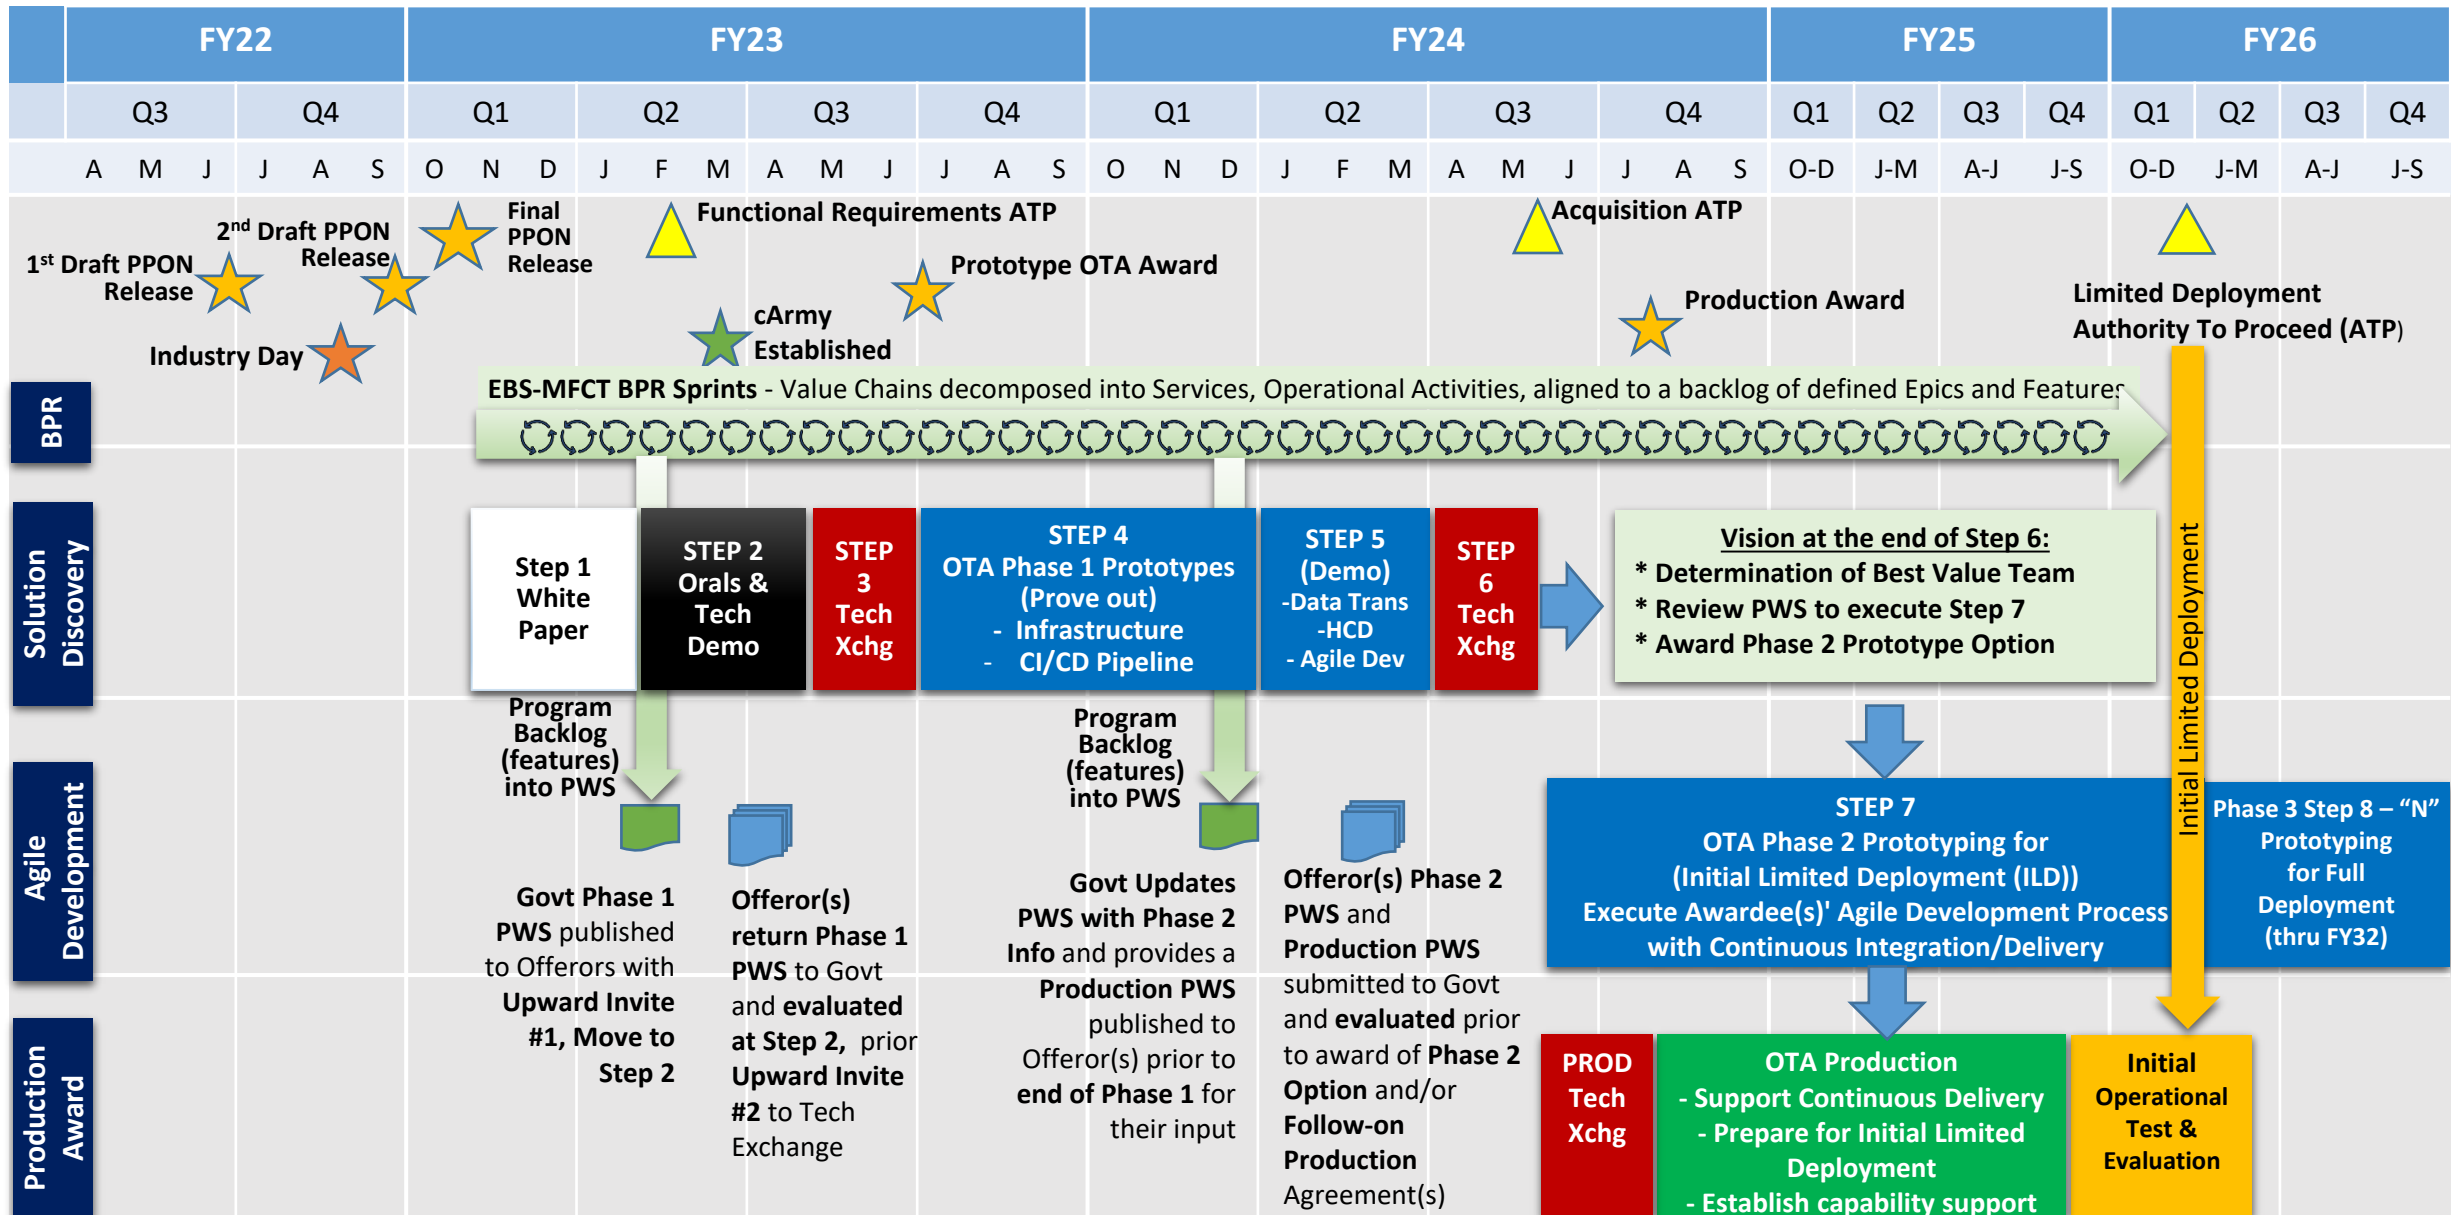 FY22 FY23 FY24 FY25 FY26
Q3 Q4 Q1 Q2 Q3 Q4 Q1 Q2 Q3 Q4 Q1 Q2 Q3 Q4 Q1 Q2 Q3 Q4
A M J J A S O N D J F M A M J J A S O N D J F M A M J J A S O-D J-M A-J J-S O-D J-M A-J J-S
1st Draft PPON
Release
2nd Draft PPON
Release
Industry Day
Final
PPON
Release
Functional Requirements ATP
cArmy
Established
Prototype OTA Award
Acquisition ATP
Production Award
Limited Deployment
Authority To Proceed (ATP)
BPR
EBS-MFCT BPR Sprints - Value Chains decomposed into Services, Operational Activities, aligned to a backlog of defined Epics and Features
Solution
Discovery
Step 1
White
Paper
STEP 2
Orals &
Tech
Demo
STEP
3
Tech
Xchg
STEP 4
OTA Phase 1 Prototypes
(Prove out)
- Infrastructure
- CI/CD Pipeline
STEP 5
(Demo)
-Data Trans
-HCD
- Agile Dev
STEP
6
Tech
Xchg
Vision at the end of Step 6:
* Determination of Best Value Team
* Review PWS to execute Step 7
* Award Phase 2 Prototype Option
Initial Limited Deployment
Agile
Development
Program
Backlog
(features)
into PWS
Govt Phase 1
PWS published
to Offerors with
Upward Invite
#1, Move to
Step 2
Offeror(s)
return Phase 1
PWS to Govt
and evaluated
at Step 2, prior
Upward Invite
#2 to Tech
Exchange
Program
Backlog
(features)
into PWS
Govt Updates
PWS with Phase 2
Info and provides a
Production PWS
published to
Offeror(s) prior to
end of Phase 1 for
their input
Offeror(s) Phase 2
PWS and
Production PWS
submitted to Govt
and evaluated prior
to award of Phase 2
Option and/or
Follow-on
Production
Agreement(s)
STEP 7
OTA Phase 2 Prototyping for
(Initial Limited Deployment (ILD))
Execute Awardee(s)' Agile Development Process
with Continuous Integration/Delivery
Phase 3 Step 8 – “N”
Prototyping
for Full
Deployment
(thru FY32)
Production
Award
PROD
Tech
Xchg
OTA Production
- Support Continuous Delivery
- Prepare for Initial Limited
Deployment
- Establish capability support
Initial
Operational
Test &
Evaluation